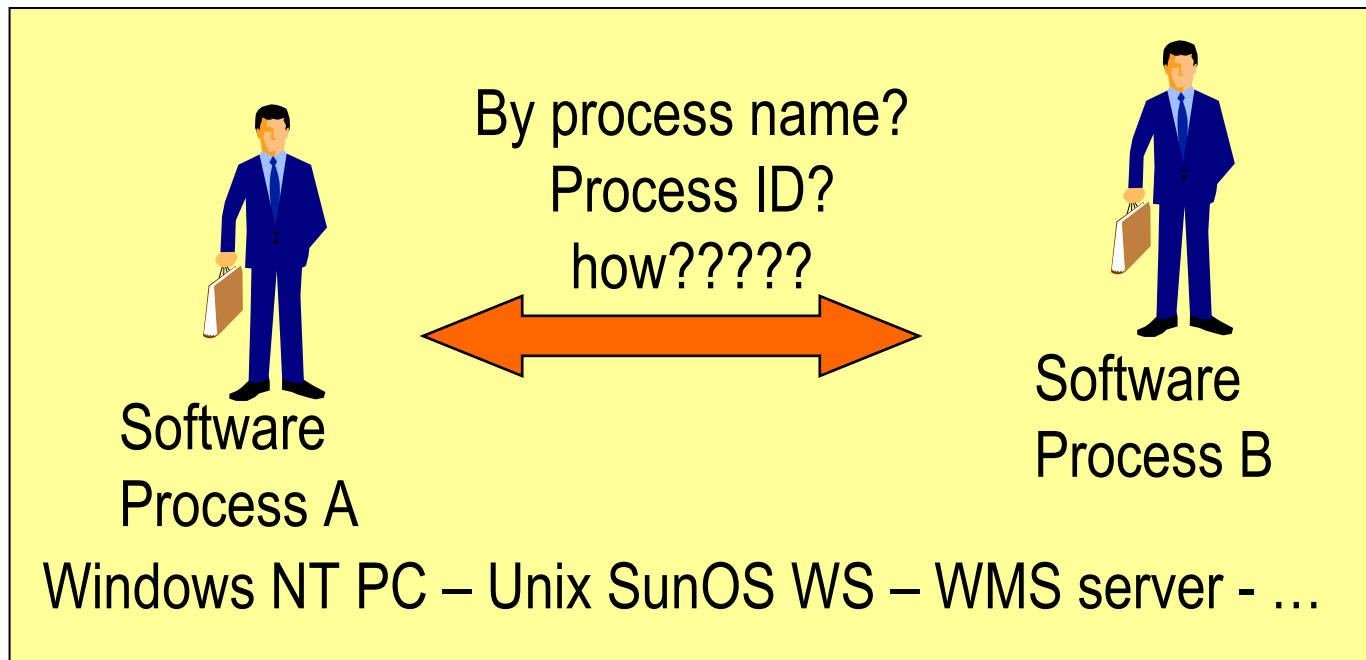 By process name?
Process ID?
how?????
Software
Process A
Software
Process B
Windows NT PC – Unix SunOS WS – WMS server - …